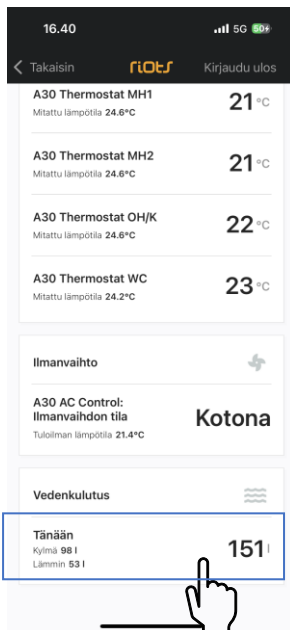 16.40
5G 50
Takaisin
riots
Kirjaudu ulos
A30 Thermostat MH1
Mitattu lämpötila 24.6°C
21 °C
A30 Thermostat MH2
Mitattu lämpötila 24.6°C
21 °C
A30 Thermostat OH/K
Mitattu lämpötila 24.6°C
22 °C
A30 Thermostat WC
Mitattu lämpötila 24.2°C
23 °C
Ilmanvaihto
A30 AC Control:
Ilmanvaihdon tila
Tuloilman lämpötila 21.4°C
Kotona
Vedenkulutus
Tänään
Kylmä 98 l
Lämmin 53 l
151 l